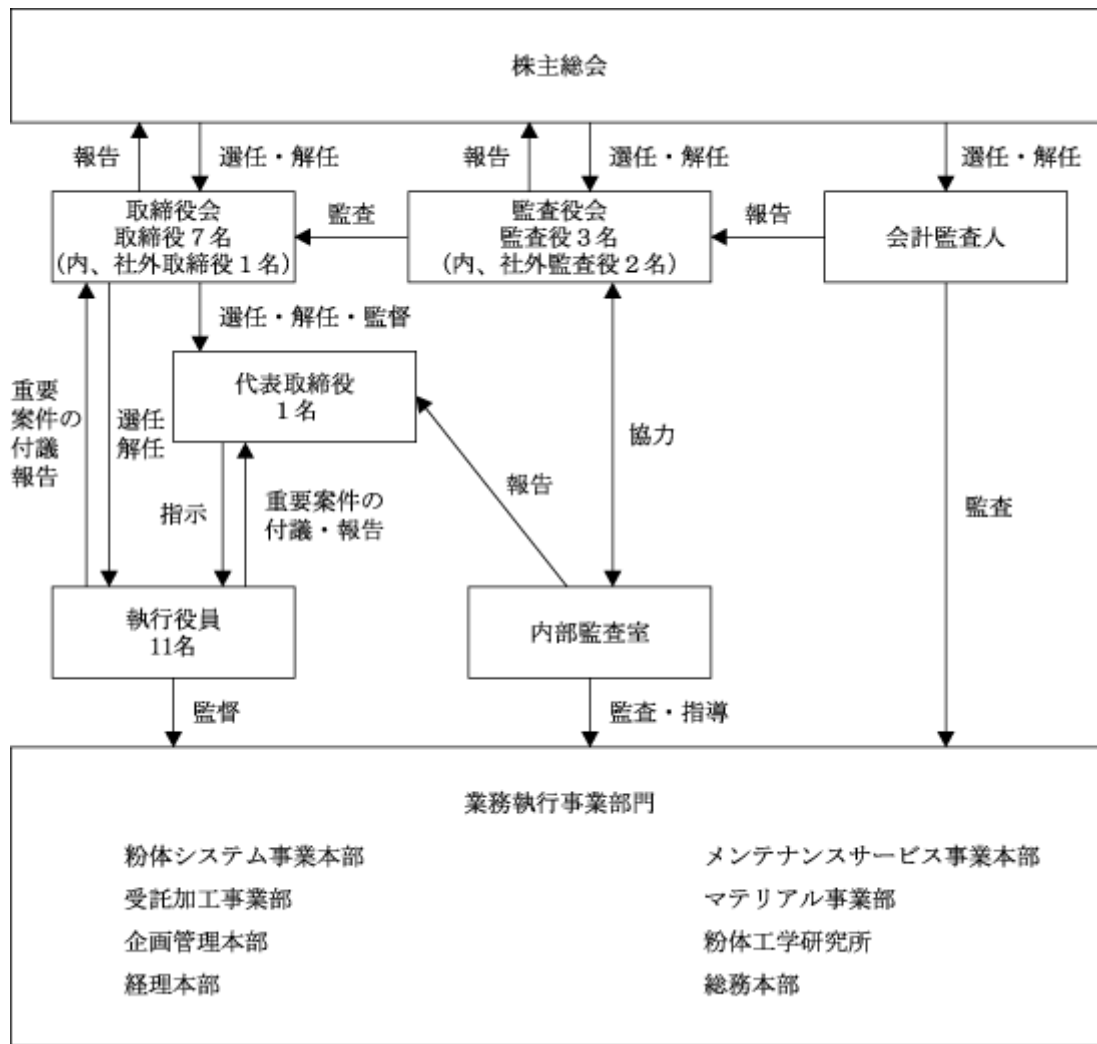 株主総会
報告
選任・解任
報告
選任・解任
選任・解任
取締役会
取締役7名
(内、社外取締役1名)
監査
監査役会
監査役3名
(内、社外監査役2名)
報告
会計監査人
選任・解任・監督
代表取締役
1名
重要
案件の
付議
報告
選任
解任
協力
報告
指示
重要案件の
付議・報告
監査
執行役員
11名
内部監査室
監督
監査・指導
業務執行事業部門
粉体システム事業本部
メンテナンスサービス事業本部
受託加工事業部
マテリアル事業部
企画管理本部
粉体工学研究所
経理本部
総務本部